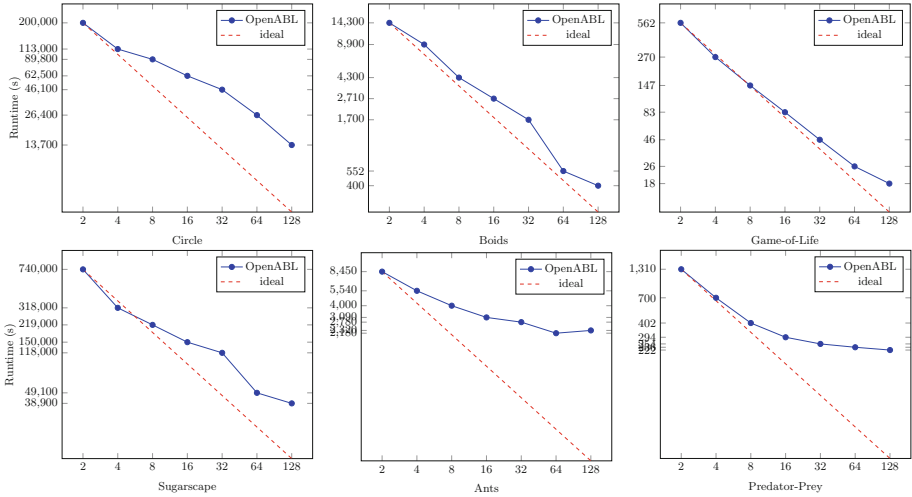 OpenABL
ideal
200,000
113,000
89,800
62,500
46,100
26,400
13,700
Runtime (s)
2 4 8 16 32 64 128
Circle
OpenABL
ideal
14,300
8,900
4,300
2,710
1,700
552
400
2 4 8 16 32 64 128
Boids
OpenABL
ideal
562
270
147
83
46
26
18
2 4 8 16 32 64 128
Game-of-Life
OpenABL
ideal
740,000
318,000
219,000
150,000
118,000
49,100
38,900
Runtime (s)
2 4 8 16 32 64 128
Sugarscape
OpenABL
ideal
8,450
5,540
4,000
2 4 8 16 32 64 128
Ants
OpenABL
ideal
1,310
700
402
294
222
2 4 8 16 32 64 128
Predator-Prey